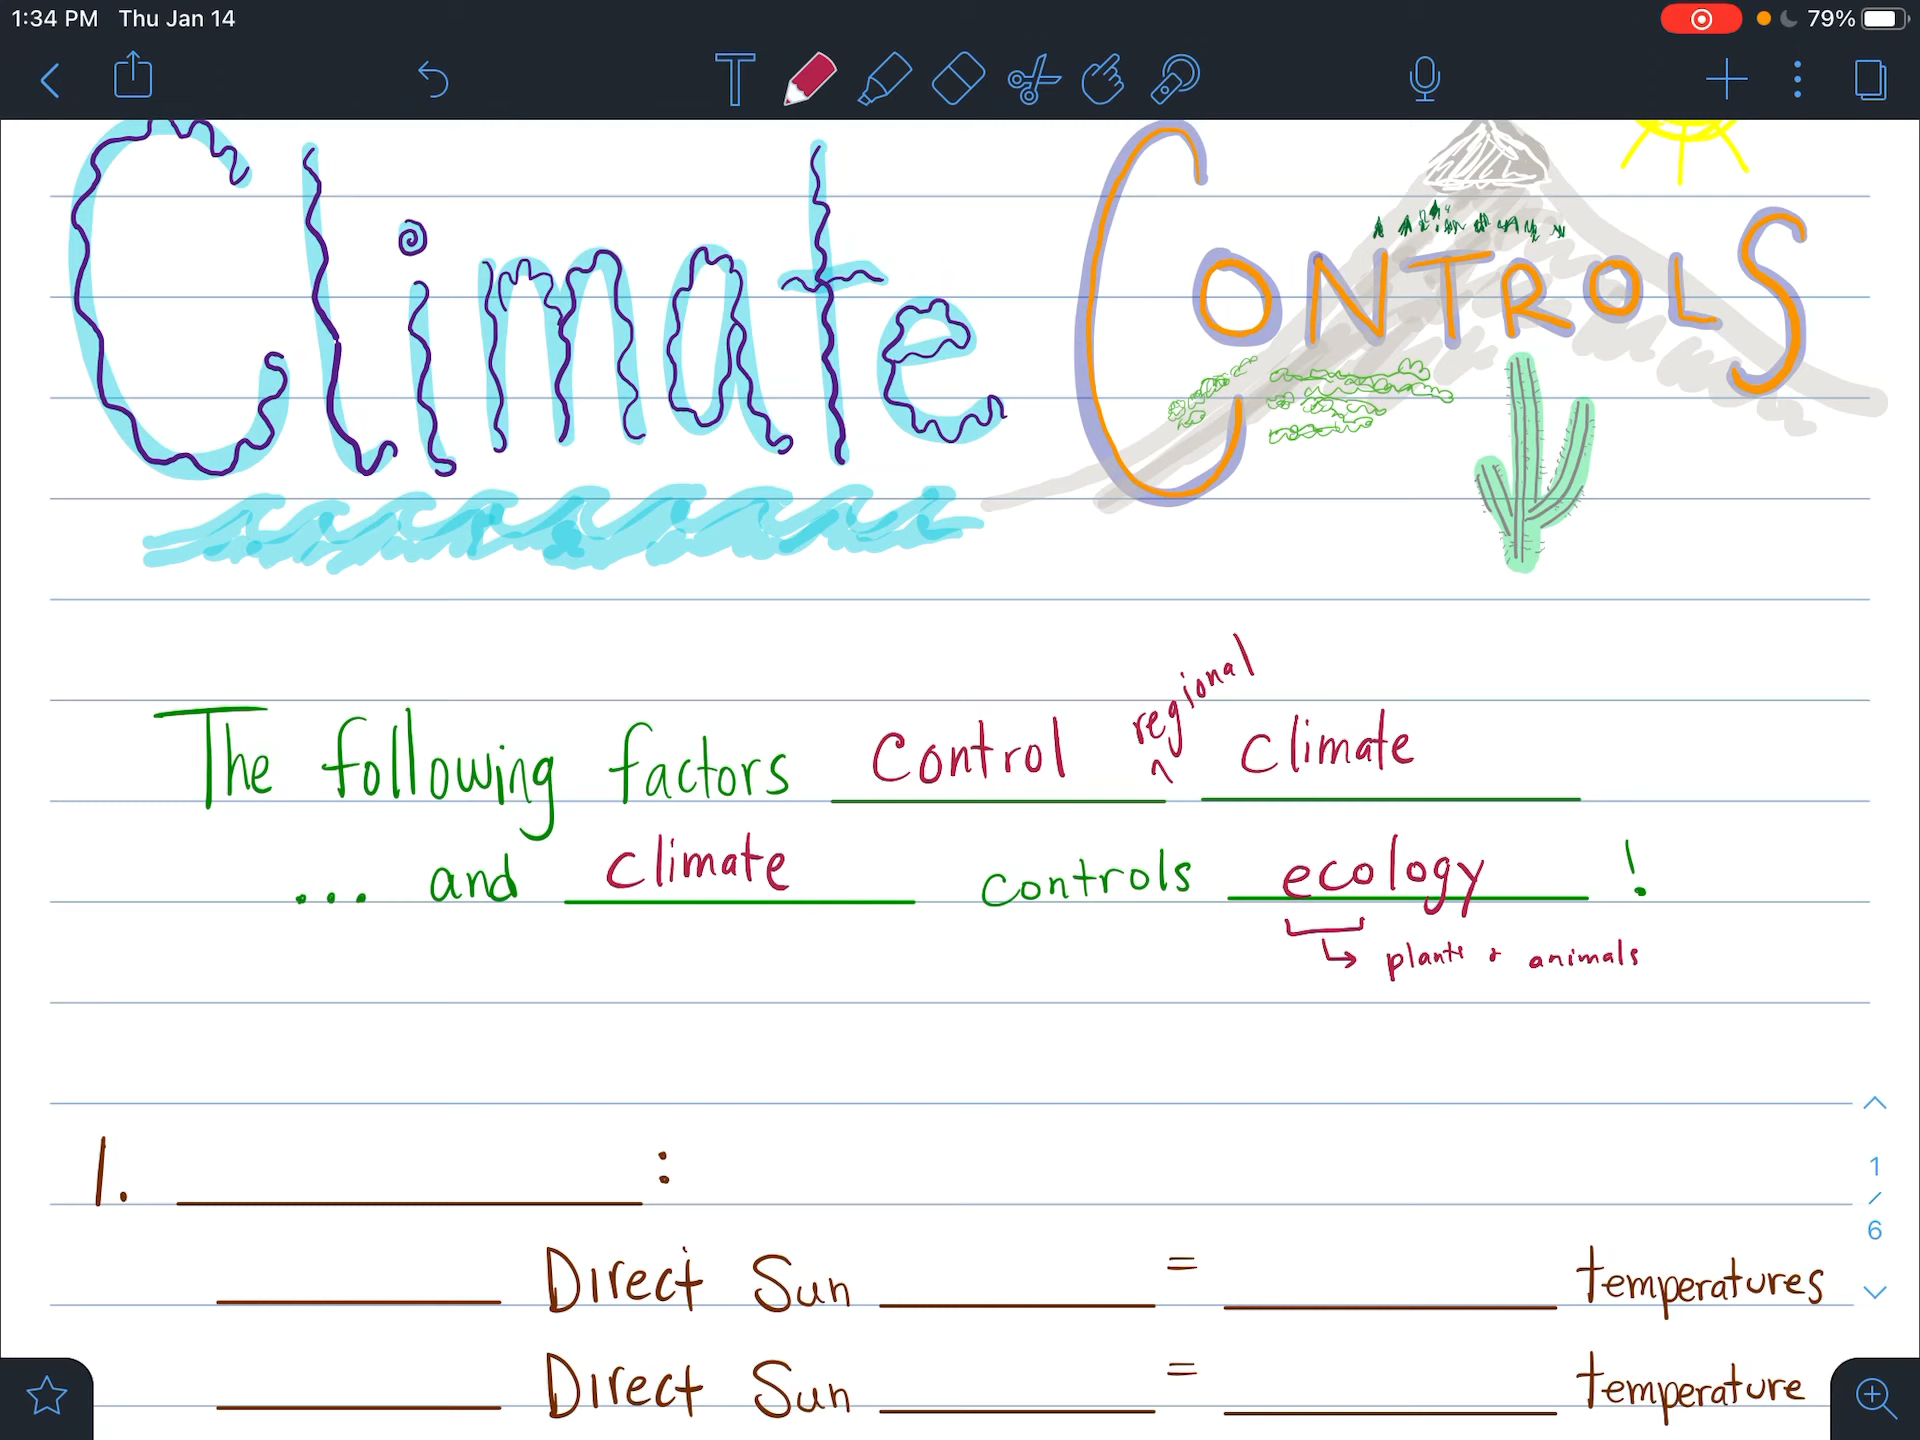 1:34 PM Thu Jan 14
79%
Climate CONTROLS
The following factors control regional climate
... and climate controls ecology !
plants & animals
1. :
Direct Sun = temperatures
Direct Sun = temperature
1
/
6